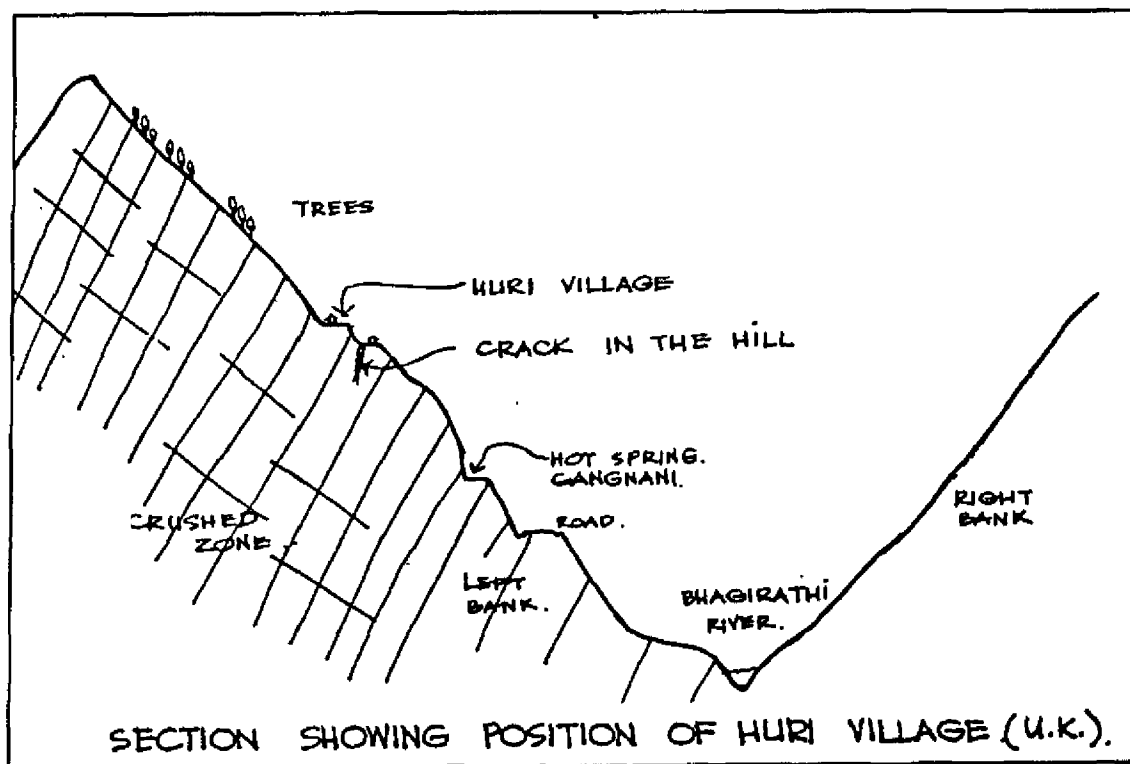 TREES
HURI VILLAGE
CRACK IN THE HILL
HOT SPRING.
GANGNANI.
ROAD.
RIGHT
BANK
CRUSHED
ZONE
LEFT
BANK.
BHAGIRATHI
RIVER.
SECTION SHOWING POSITION OF HURI VILLAGE (U.K.).